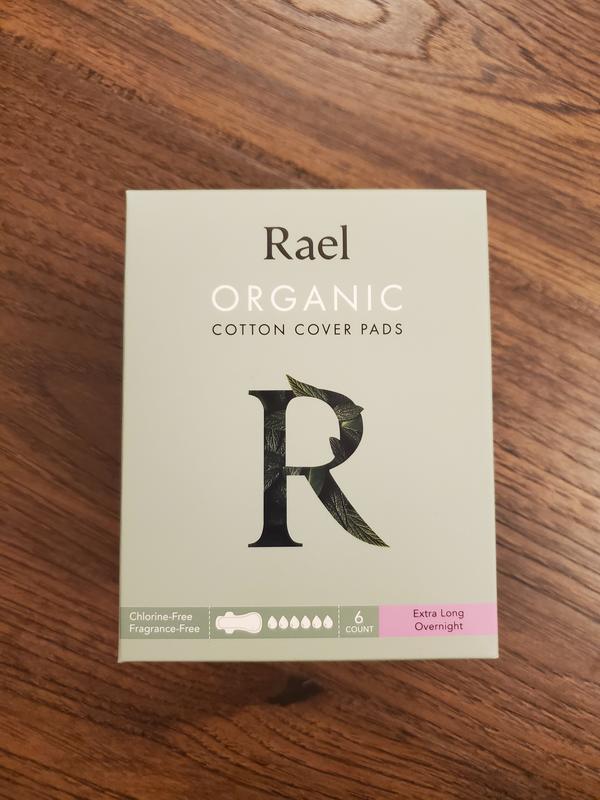 Rael
ORGANIC
COTTON COVER PADS
R
Chlorine-Free
Fragrance-Free
6
COUNT
Extra Long
Overnight